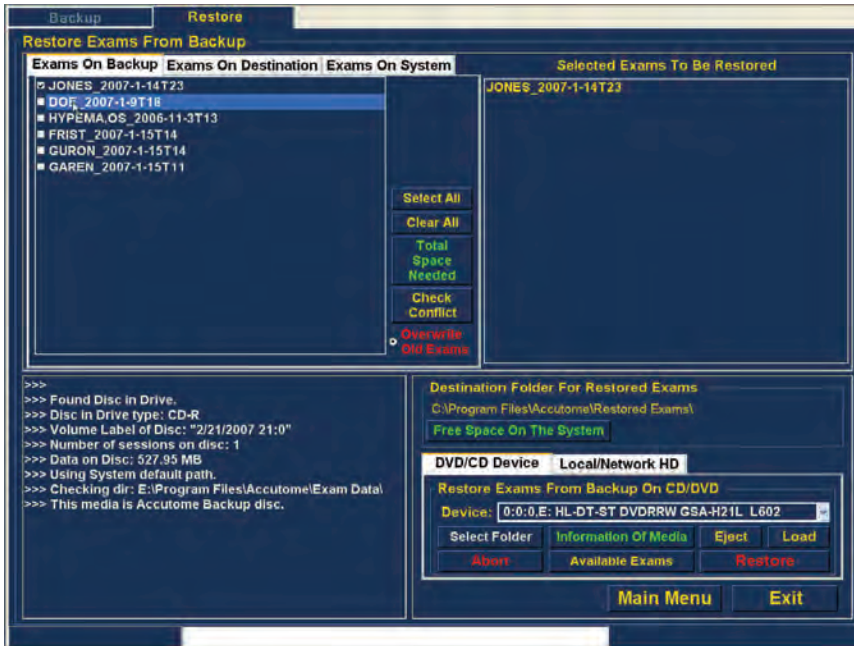 Backup Restore
Restore Exams From Backup
Exams On Backup Exams On Destination Exams On System
JONES_2007-1-14T23
DOE_2007-1-9T18
HYPEMA,OS_2006-11-3T13
FRIST_2007-1-15T14
GURON_2007-1-15T14
GAREN_2007-1-15T11
Select All
Clear All
Total
Space
Needed
Check
Conflict
Overwrite
Old Exams
Selected Exams To Be Restored
JONES_2007-1-14T23
>>>
>>> Found Disc in Drive.
>>> Disc in Drive type: CD-R
>>> Volume Label of Disc: "2/21/2007 21:0"
>>> Number of sessions on disc: 1
>>> Data on Disc: 527.95 MB
>>> Using System default path.
>>> Checking dir: E:\Program Files\Accutome\Exam Data\
>>> This media is Accutome Backup disc.
Destination Folder For Restored Exams
C:\Program Files\Accutome\Restored Exams\
Free Space On The System
DVD/CD Device Local/Network HD
Restore Exams From Backup On CD/DVD
Device: 0:0:0,E: HL-DT-ST DVDRRW GSA-H21L L602
Select Folder Information Of Media Eject Load
Abort Available Exams Restore
Main Menu Exit